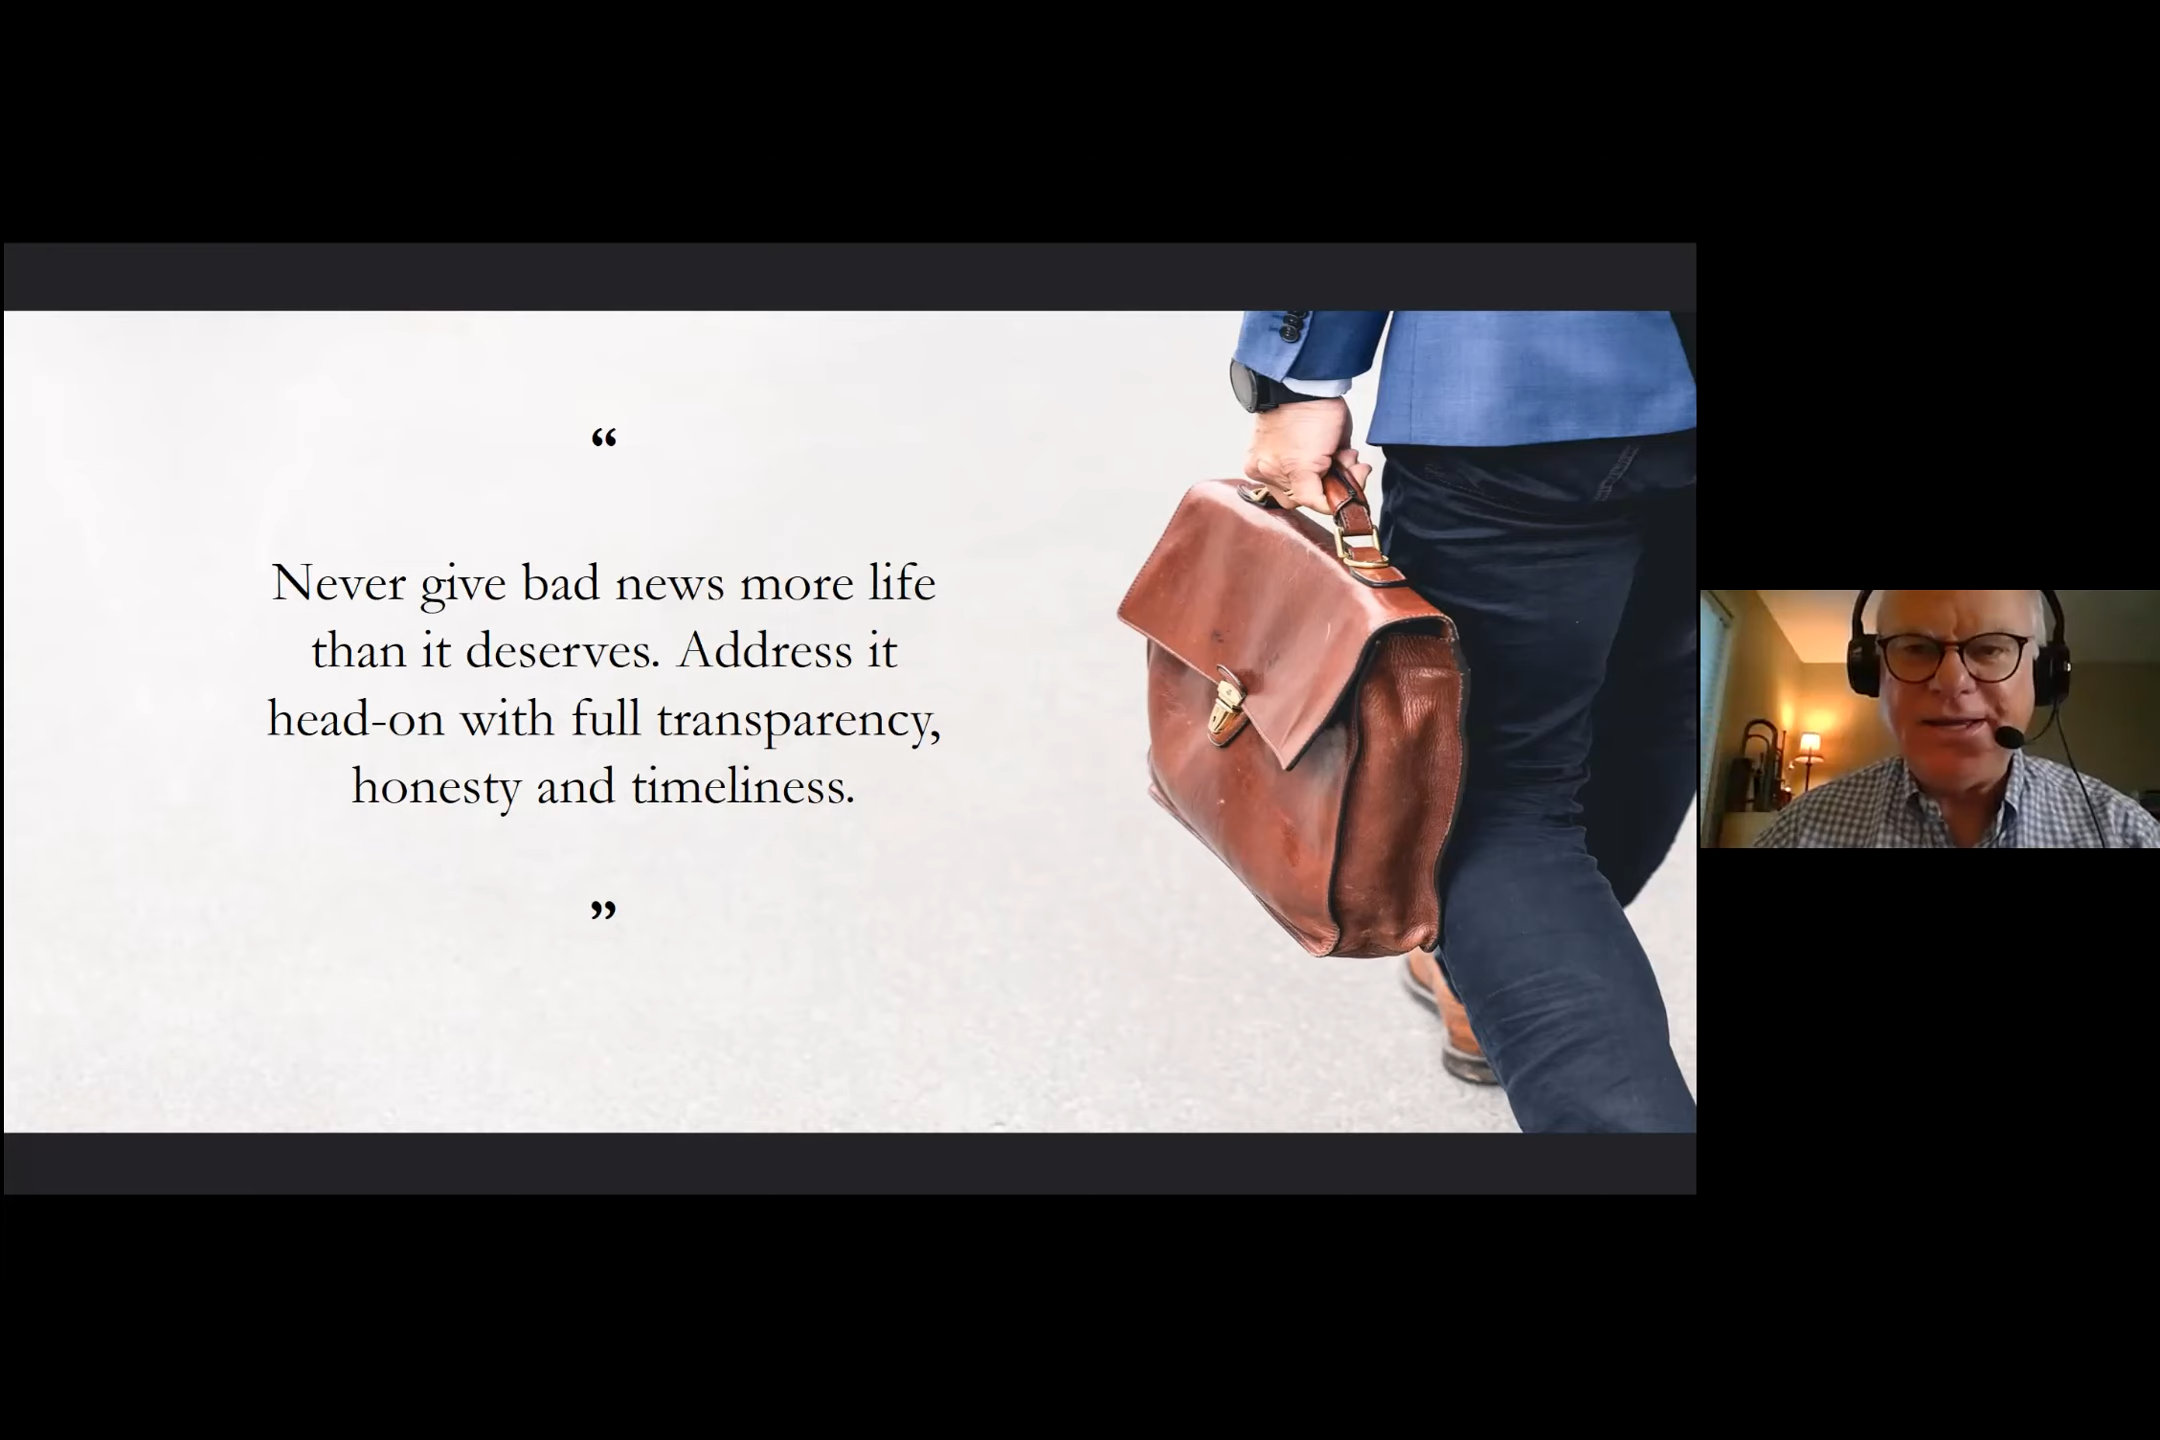 “
Never give bad news more life
than it deserves. Address it
head-on with full transparency,
honesty and timeliness.
”